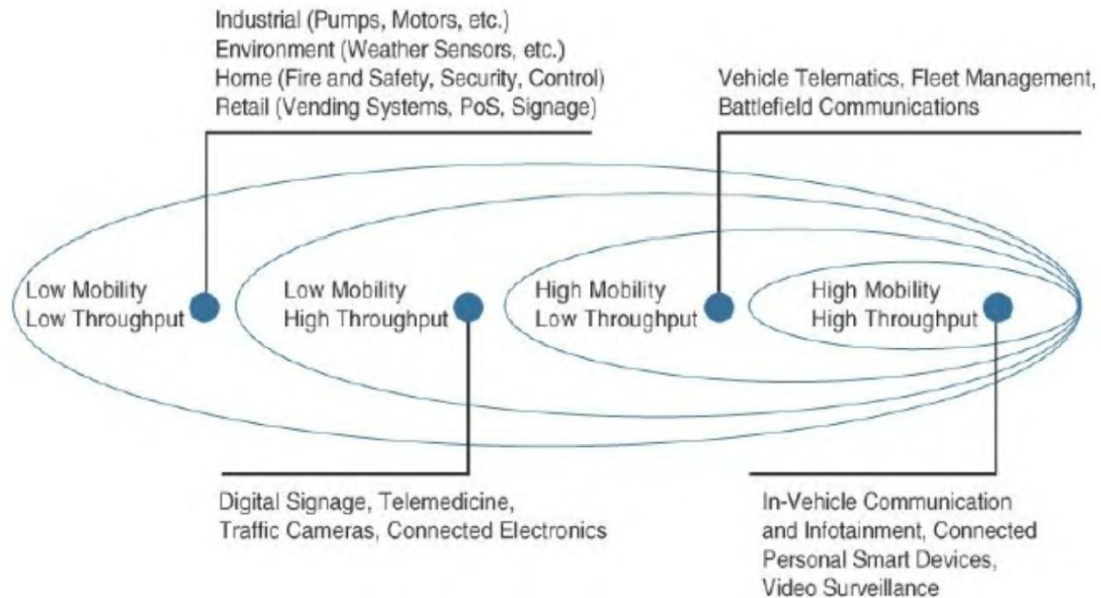 Industrial (Pumps, Motors, etc.)
Environment (Weather Sensors, etc.)
Home (Fire and Safety, Security, Control)
Retail (Vending Systems, PoS, Signage)
Vehicle Telematics, Fleet Management,
Battlefield Communications
Low Mobility
Low Throughput
Low Mobility
High Throughput
High Mobility
Low Throughput
High Mobility
High Throughput
Digital Signage, Telemedicine,
Traffic Cameras, Connected Electronics
In-Vehicle Communication
and Infotainment, Connected
Personal Smart Devices,
Video Surveillance